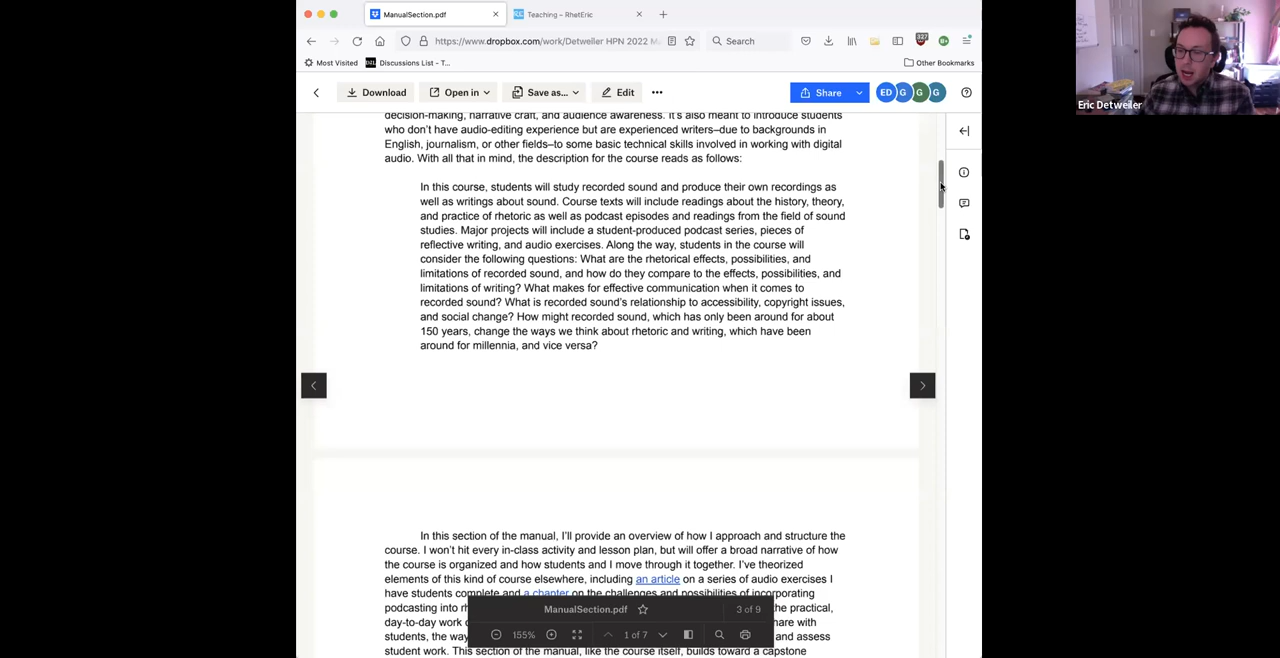 ManualSection.pdf
Teaching – RhetEric
https://www.dropbox.com/work/Detweiler HPN 2022 M
Search
327
Most Visited
Discussions List - T...
Other Bookmarks
Download
Open in
Save as...
Edit
Share
ED
G
G
G
Eric Detweiler
decision-making, narrative craft, and audience awareness. It's also meant to introduce students
who don't have audio-editing experience but are experienced writers–due to backgrounds in
English, journalism, or other fields–to some basic technical skills involved in working with digital
audio. With all that in mind, the description for the course reads as follows:
In this course, students will study recorded sound and produce their own recordings as
well as writings about sound. Course texts will include readings about the history, theory,
and practice of rhetoric as well as podcast episodes and readings from the field of sound
studies. Major projects will include a student-produced podcast series, pieces of
reflective writing, and audio exercises. Along the way, students in the course will
consider the following questions: What are the rhetorical effects, possibilities, and
limitations of recorded sound, and how do they compare to the effects, possibilities, and
limitations of writing? What makes for effective communication when it comes to
recorded sound? What is recorded sound's relationship to accessibility, copyright issues,
and social change? How might recorded sound, which has only been around for about
150 years, change the ways we think about rhetoric and writing, which have been
around for millennia, and vice versa?
In this section of the manual, I'll provide an overview of how I approach and structure the
course. I won't hit every in-class activity and lesson plan, but will offer a broad narrative of how
the course is organized and how students and I move through it together. I've theorized
elements of this kind of course elsewhere, including an article on a series of audio exercises I
have students complete and a chapter on the challenges and possibilities of incorporating
podcasting into rh the practical,
day-to-day work hare with
students, the way and assess
student work. This section of the manual, like the course itself, builds toward a capstone
ManualSection.pdf
3 of 9
155%
1 of 7